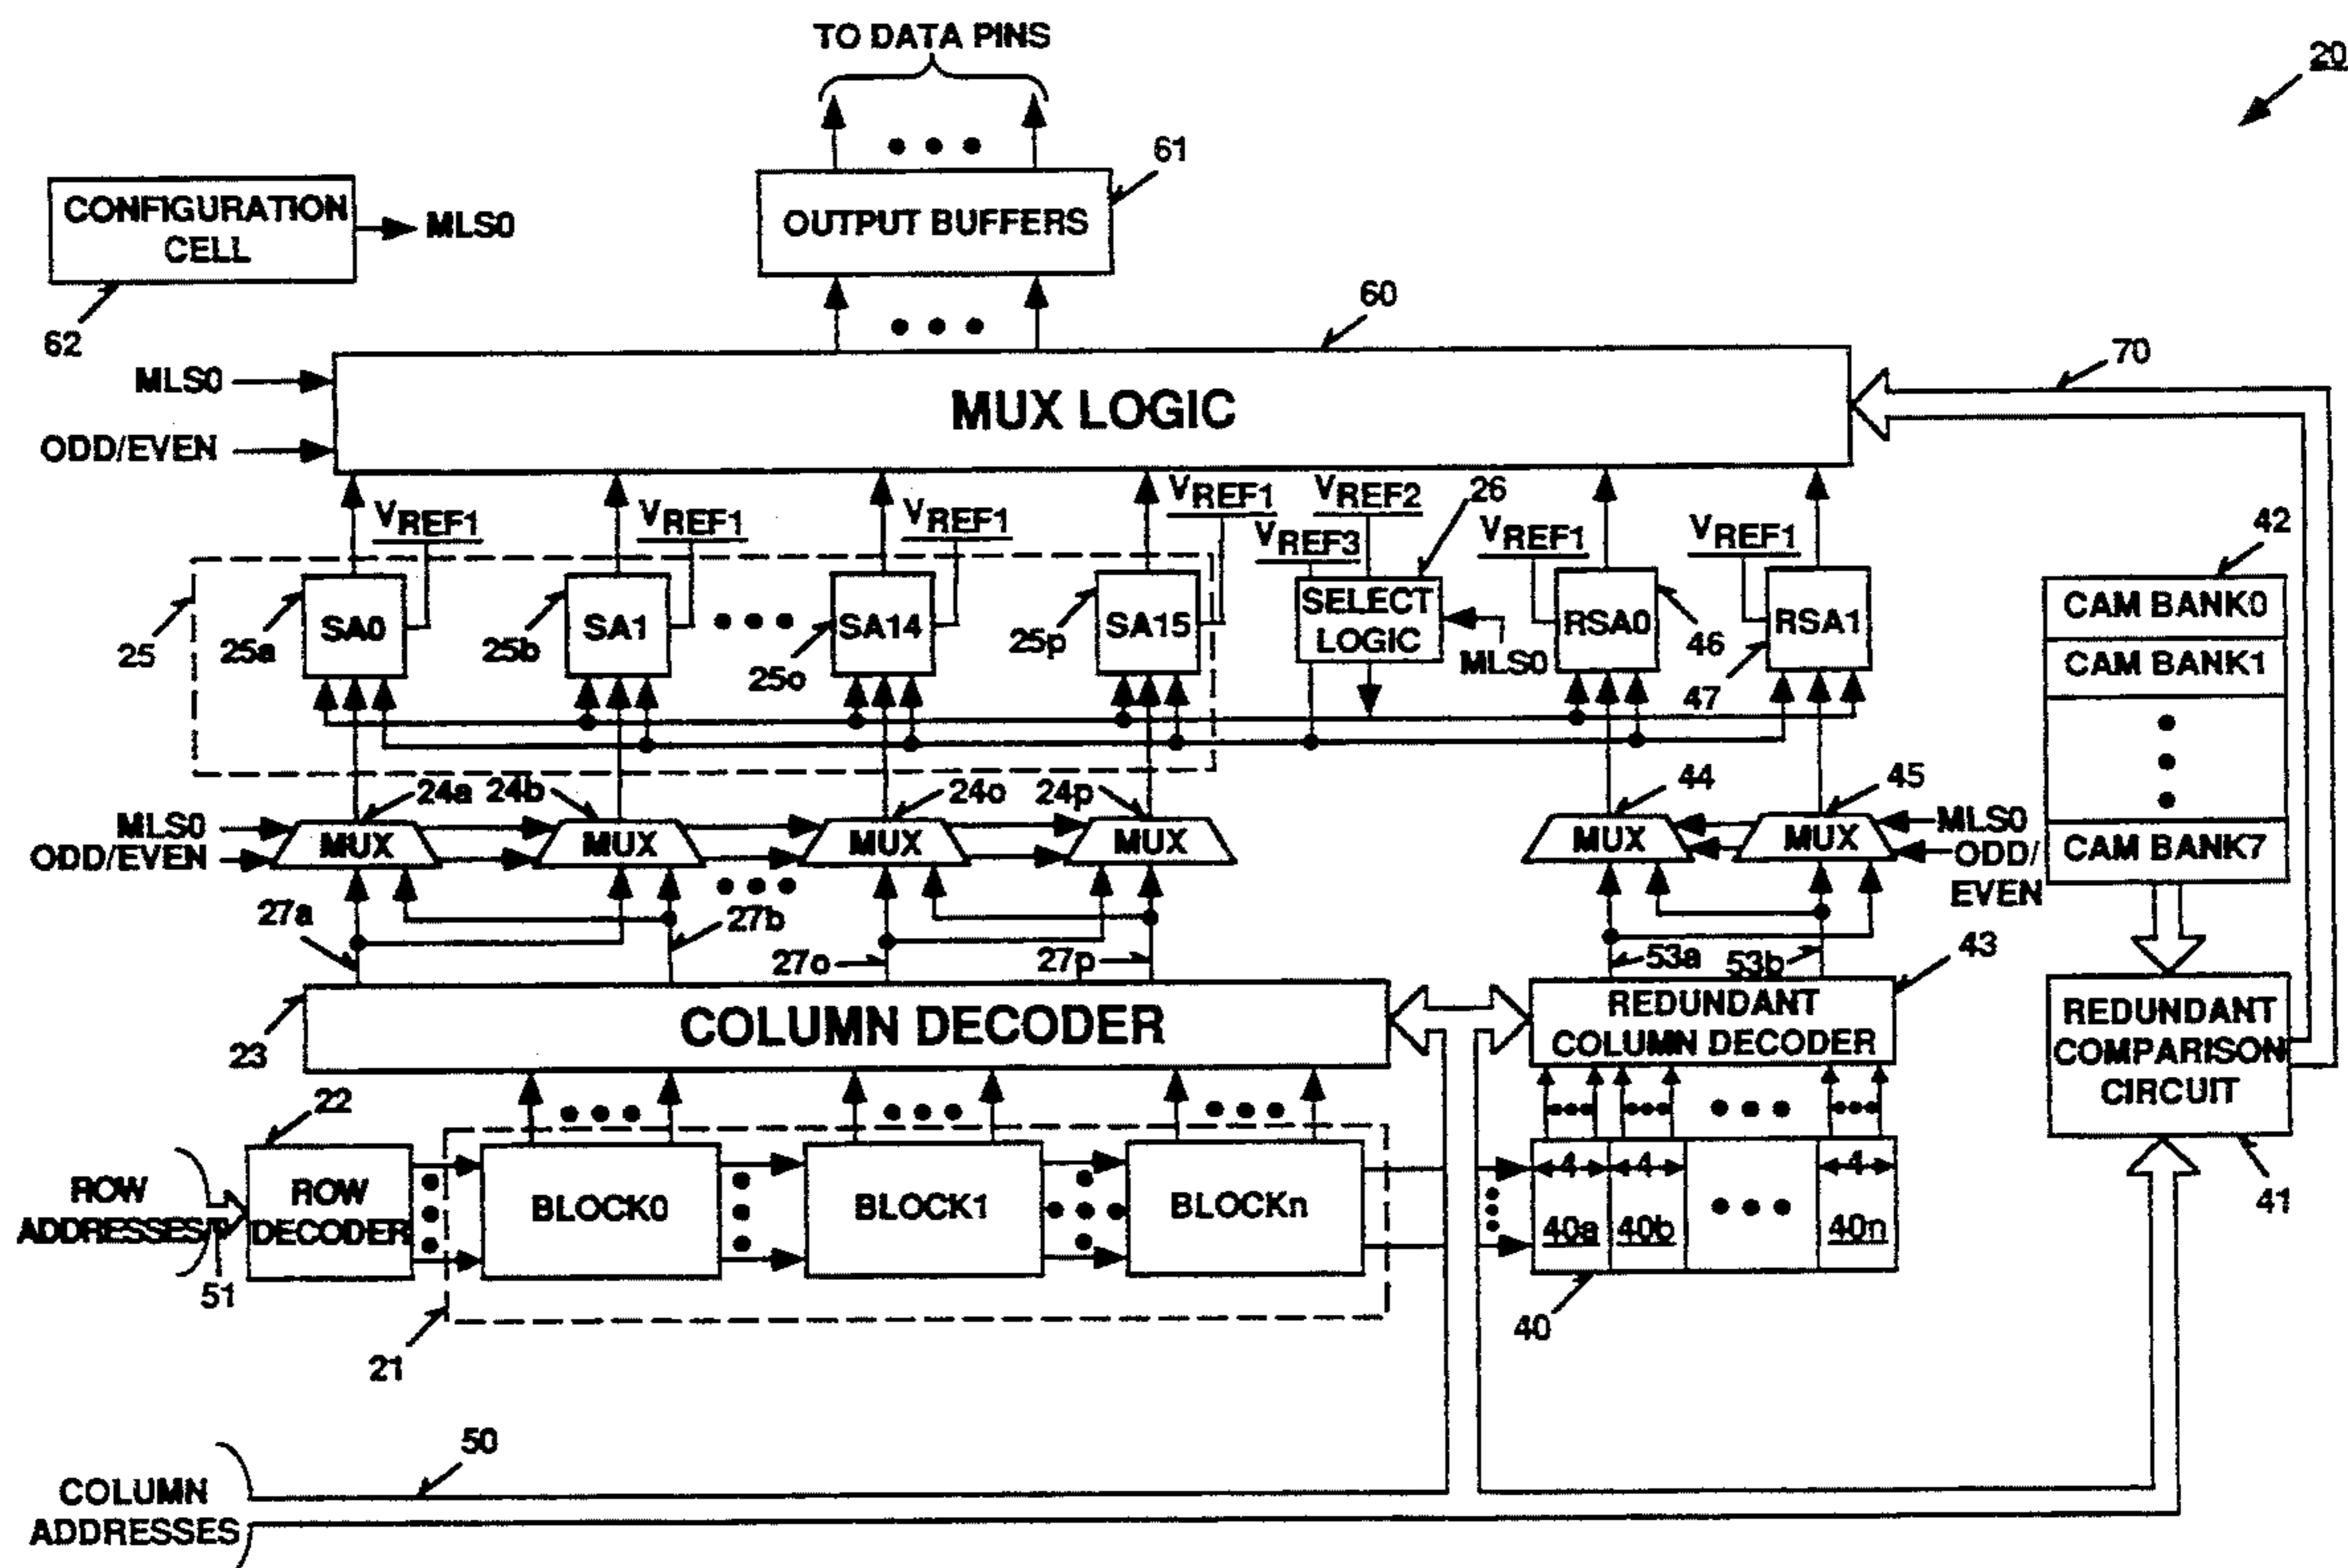 TO DATA PINS
20
61
CONFIGURATION
CELL
MLS0
OUTPUT BUFFERS
62
60
MLS0
70
MUX LOGIC
ODD/EVEN
VREF1
VREF1
VREF1
VREF1
VREF2
26
VREF3
VREF1
VREF1
42
25
25a
SA0
25b
SA1
25o
SA14
25p
SA15
SELECT
LOGIC
MLS0
RSA0
46
RSA1
47
CAM BANK0
CAM BANK1
CAM BANK7
24a
24b
24o
24p
44
45
MLS0
ODD/EVEN
MUX
MUX
MUX
MUX
MUX
MUX
MLS0
ODD/
EVEN
27a
27b
27o
27p
53a
53b
43
23
COLUMN DECODER
REDUNDANT
COLUMN DECODER
REDUNDANT
COMPARISON
CIRCUIT
41
22
ROW
ADDRESSES
51
ROW
DECODER
BLOCK0
BLOCK1
BLOCKn
4
4
4
40a
40b
40n
21
40
50
COLUMN
ADDRESSES